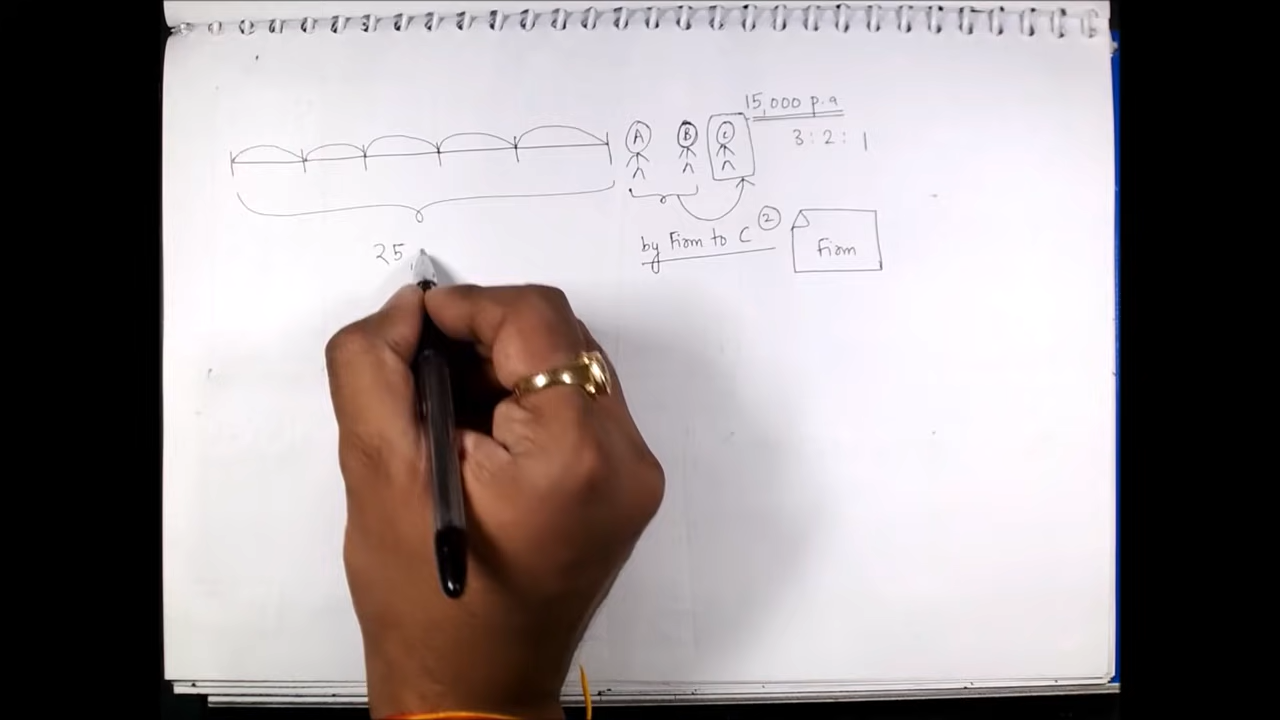 15,000 p.a
A B C 3:2:1
by Firm to C ②
Firm
25,